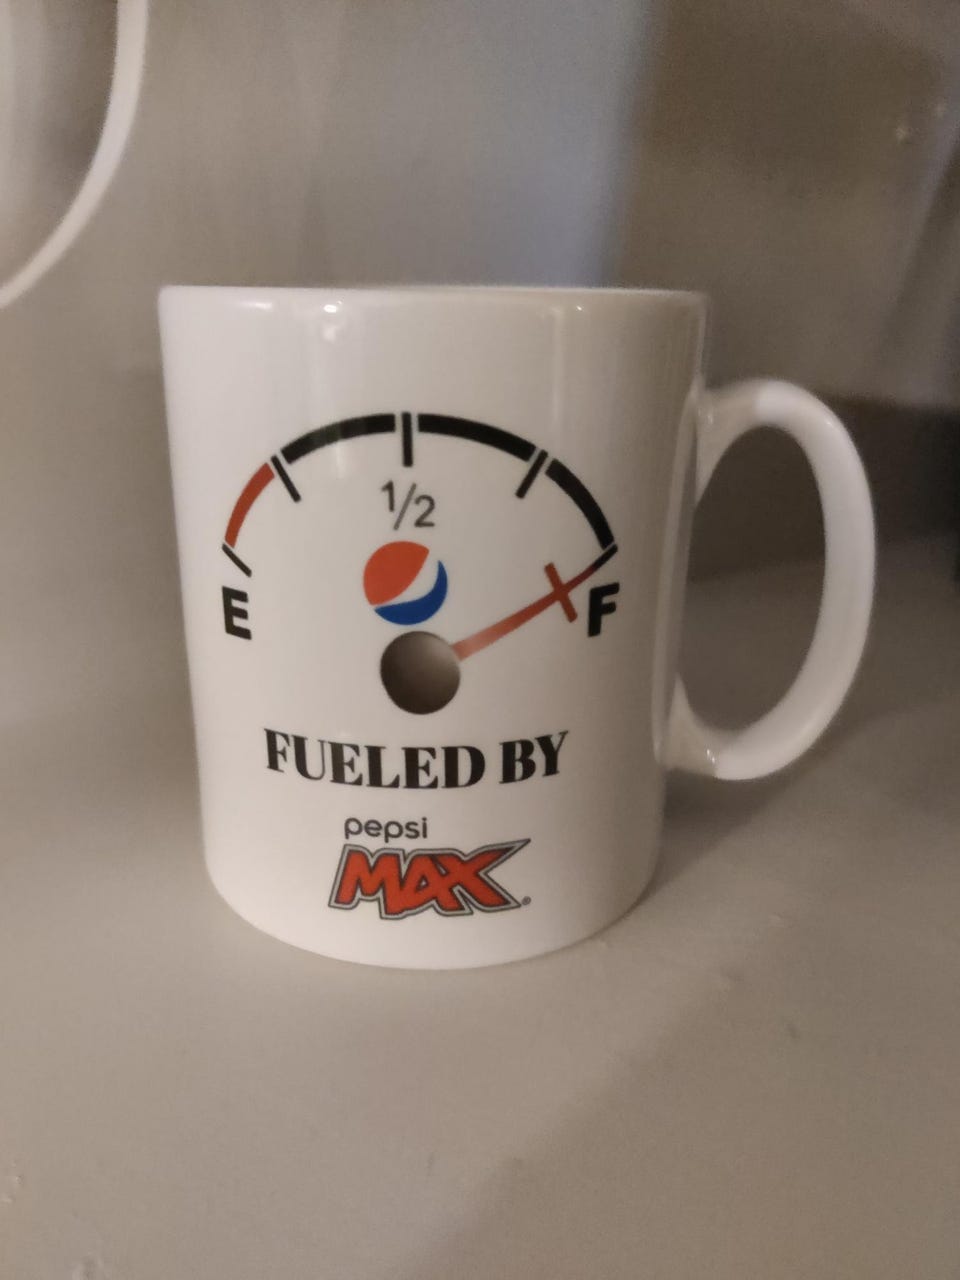 1/2
E F
FUELED BY
pepsi
MAX®